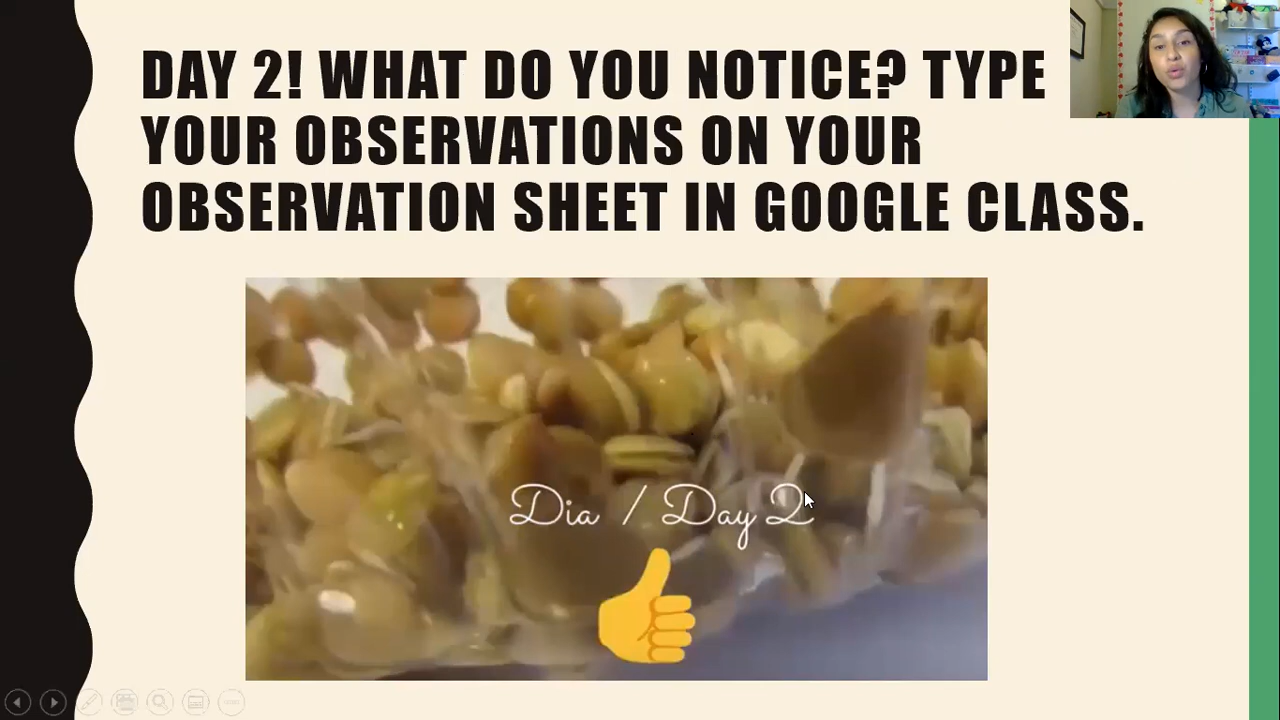 DAY 2! WHAT DO YOU NOTICE? TYPE
YOUR OBSERVATIONS ON YOUR
OBSERVATION SHEET IN GOOGLE CLASS.
Dia / Day 2